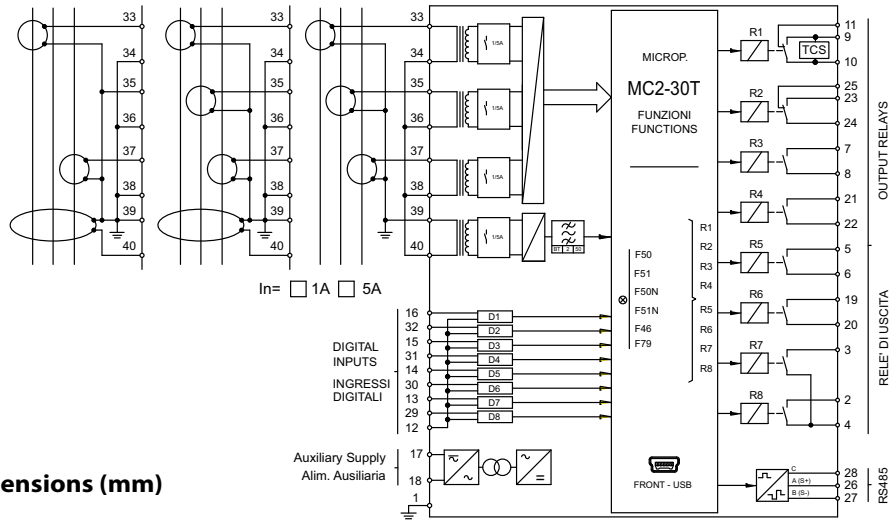 33 33 33
34 34 34
35 35 35
36 36 36
37 37 37
38 38 38
39 39 39
40 40 40
1/5A
1/5A
1/5A
1/5A
BT 2 50
In= 1A 5A
MICROP.
MC2-30T
FUNZIONI
FUNCTIONS
F50
F51
F50N
F51N
F46
F79
R1
R2
R3
R4
R5
R6
R7
R8
FRONT - USB
DIGITAL
INPUTS
INGRESSI
DIGITALI
16 D1
32 D2
15 D3
31 D4
14 D5
30 D6
13 D7
29 D8
12
Auxiliary Supply 17
Alim. Ausiliaria 18
1
R1 11
9
TCS
10
R2 25
23
24
R3 7
8
R4 21
22
R5 5
6
R6 19
20
R7 3
R8 2
4
C 28
A (S+) 26
B (S-) 27
OUTPUT RELAYS
RELE' DI USCITA
RS485
ensions (mm)